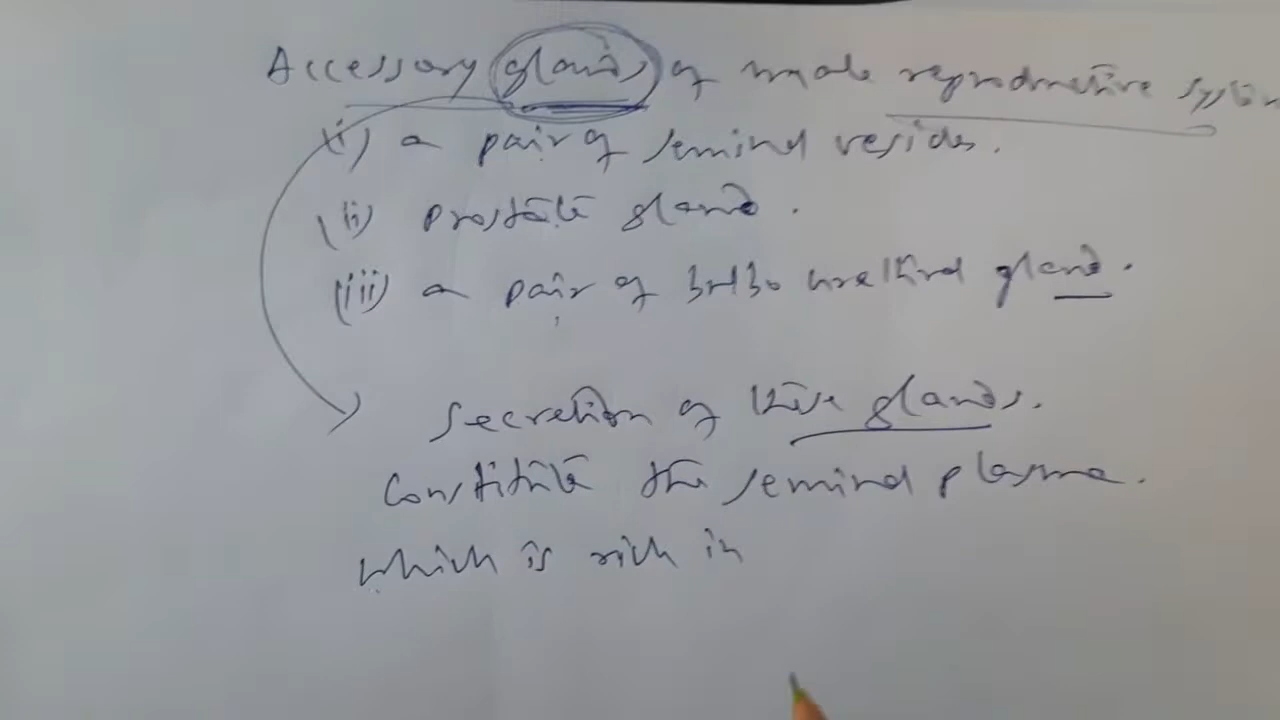 Accessory glands of male reproductive system
(i) a pair of seminal vesicles.
(ii) prostate gland.
(iii) a pair of bulbo urethral gland.
Secretion of these glands.
Constitute the seminal plasma.
which is rich in